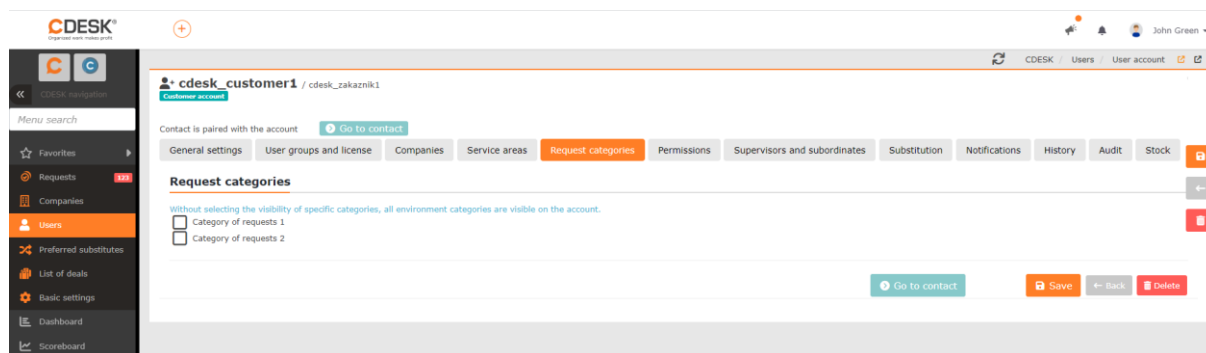 CDESK®
Organized work makes profit
John Green
CDESK navigation
CDESK / Users / User account
Menu search
cdesk_customer1 / cdesk_zakaznik1
Customer account
Contact is paired with the account Go to contact
General settings User groups and license Companies Service areas Request categories Permissions Supervisors and subordinates Substitution Notifications History Audit Stock
Favorites
Requests 323
Companies
Users
Preferred substitutes
List of deals
Basic settings
Dashboard
Scoreboard
Request categories
Without selecting the visibility of specific categories, all environment categories are visible on the account.
Category of requests 1
Category of requests 2
Go to contact Save ← Back Delete